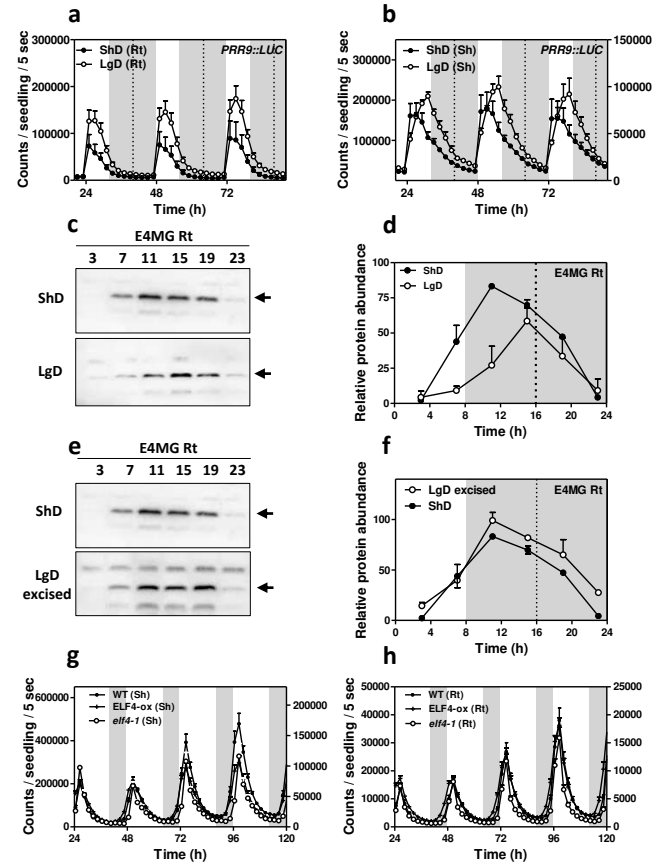 a
300000
200000
100000
0
ShD (Rt)
LgD (Rt)
PRR9::LUC
24 48 72
Time (h)
Counts / seedling / 5 sec
b
300000
200000
100000
150000
100000
50000
0
ShD (Sh)
LgD (Sh)
PRR9::LUC
24 48 72
Time (h)
Counts / seedling / 5 sec
c
E4MG Rt
3 7 11 15 19 23
ShD
LgD
d
100
75
50
25
0
ShD
LgD
E4MG Rt
0 4 8 12 16 20 24
Time (h)
Relative protein abundance
e
E4MG Rt
3 7 11 15 19 23
ShD
LgD
excised
f
100
50
0
LgD excised
ShD
E4MG Rt
0 4 8 12 16 20 24
Time (h)
Relative protein abundance
g
600000
400000
200000
0
200000
150000
100000
50000
0
WT (Sh)
ELF4-ox (Sh)
elf4-1 (Sh)
24 48 72 96 120
Time (h)
Counts / seedling / 5 sec
h
50000
40000
30000
20000
10000
0
25000
20000
15000
10000
5000
0
WT (Rt)
ELF4-ox (Rt)
elf4-1 (Rt)
24 48 72 96 120
Time (h)
Counts / seedling / 5 sec